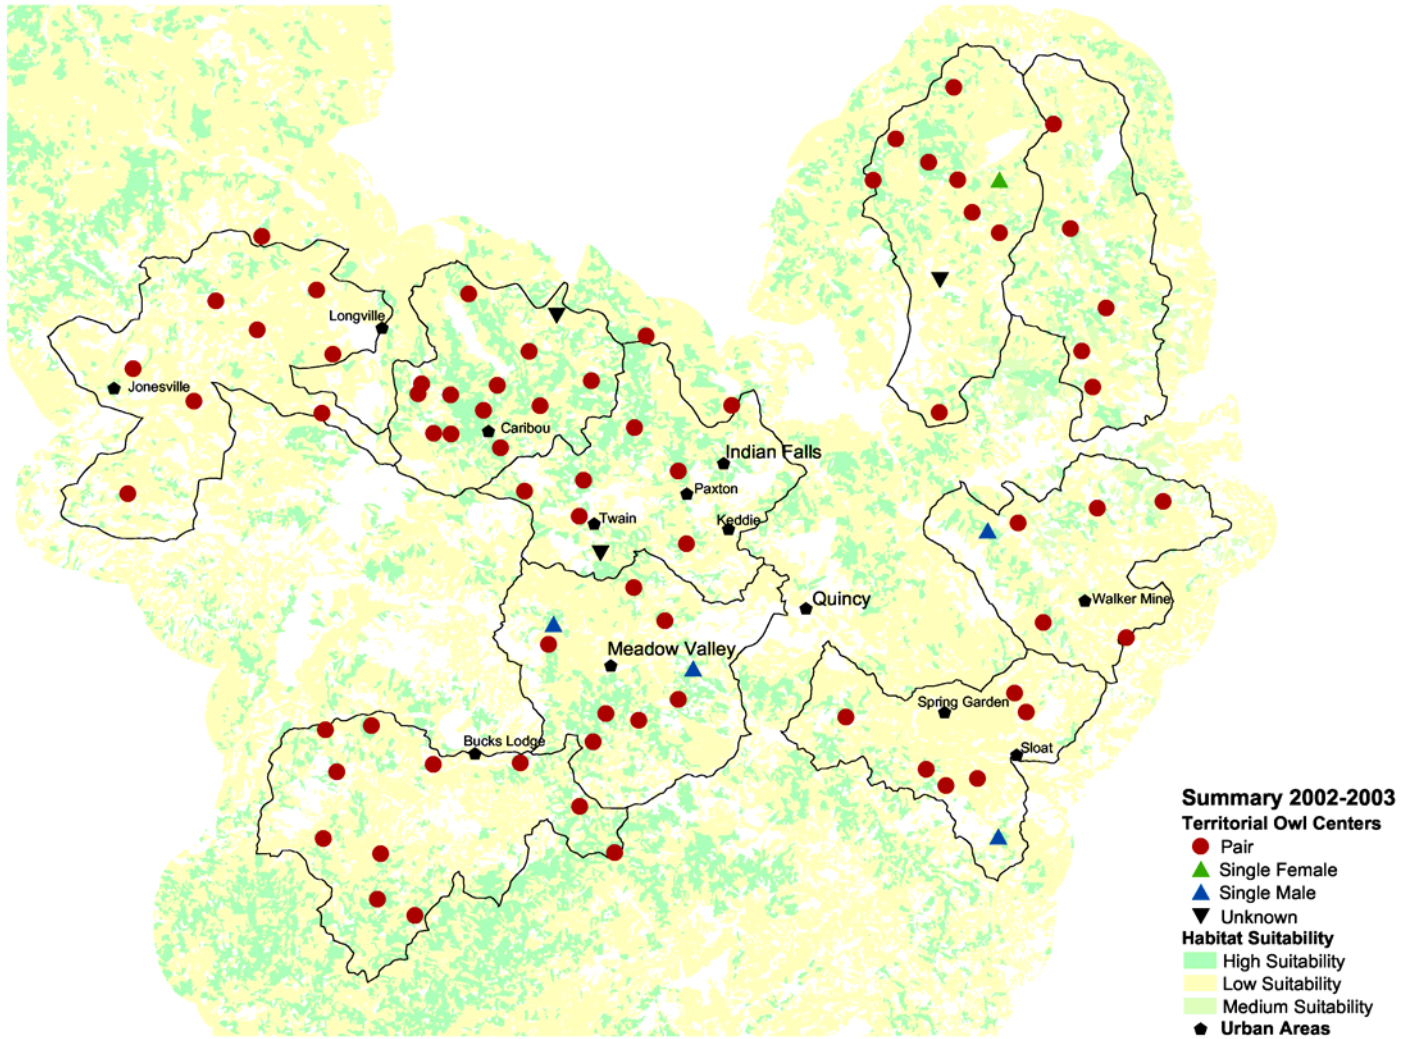 Longville
Jonesville
Caribou
Indian Falls
Paxton
Twain
Keddie
Quincy
Walker Mine
Meadow Valley
Spring Garden
Bucks Lodge
Sloat
Summary 2002-2003
Territorial Owl Centers
Pair
Single Female
Single Male
Unknown
Habitat Suitability
High Suitability
Low Suitability
Medium Suitability
Urban Areas